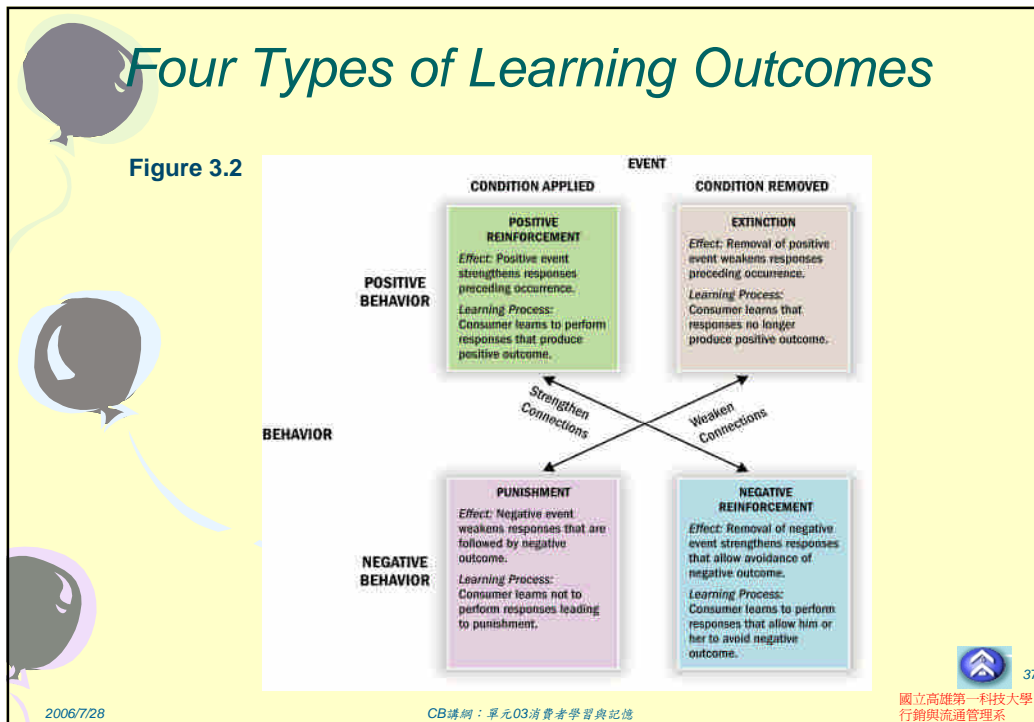 Four Types of Learning Outcomes
Figure 3.2
EVENT
CONDITION APPLIED
CONDITION REMOVED
POSITIVE
BEHAVIOR
POSITIVE
REINFORCEMENT
Effect: Positive event
strengthens responses
preceding occurrence.
Learning Process:
Consumer learns to perform
responses that produce
positive outcome.
EXTINCTION
Effect: Removal of positive
event weakens responses
preceding occurrence.
Learning Process:
Consumer learns that
responses no longer
produce positive outcome.
Strengthen
Connections
Weaken
Connections
BEHAVIOR
NEGATIVE
BEHAVIOR
PUNISHMENT
Effect: Negative event
weakens responses that are
followed by negative
outcome.
Learning Process:
Consumer learns not to
perform responses leading
to punishment.
NEGATIVE
REINFORCEMENT
Effect: Removal of negative
event strengthens responses
that allow avoidance of
negative outcome.
Learning Process:
Consumer learns to perform
responses that allow him or
her to avoid negative
outcome.
37
2006/7/28
CB講綱：單元03消費者學習與記憶
國立高雄第一科技大學
行銷與流通管理系